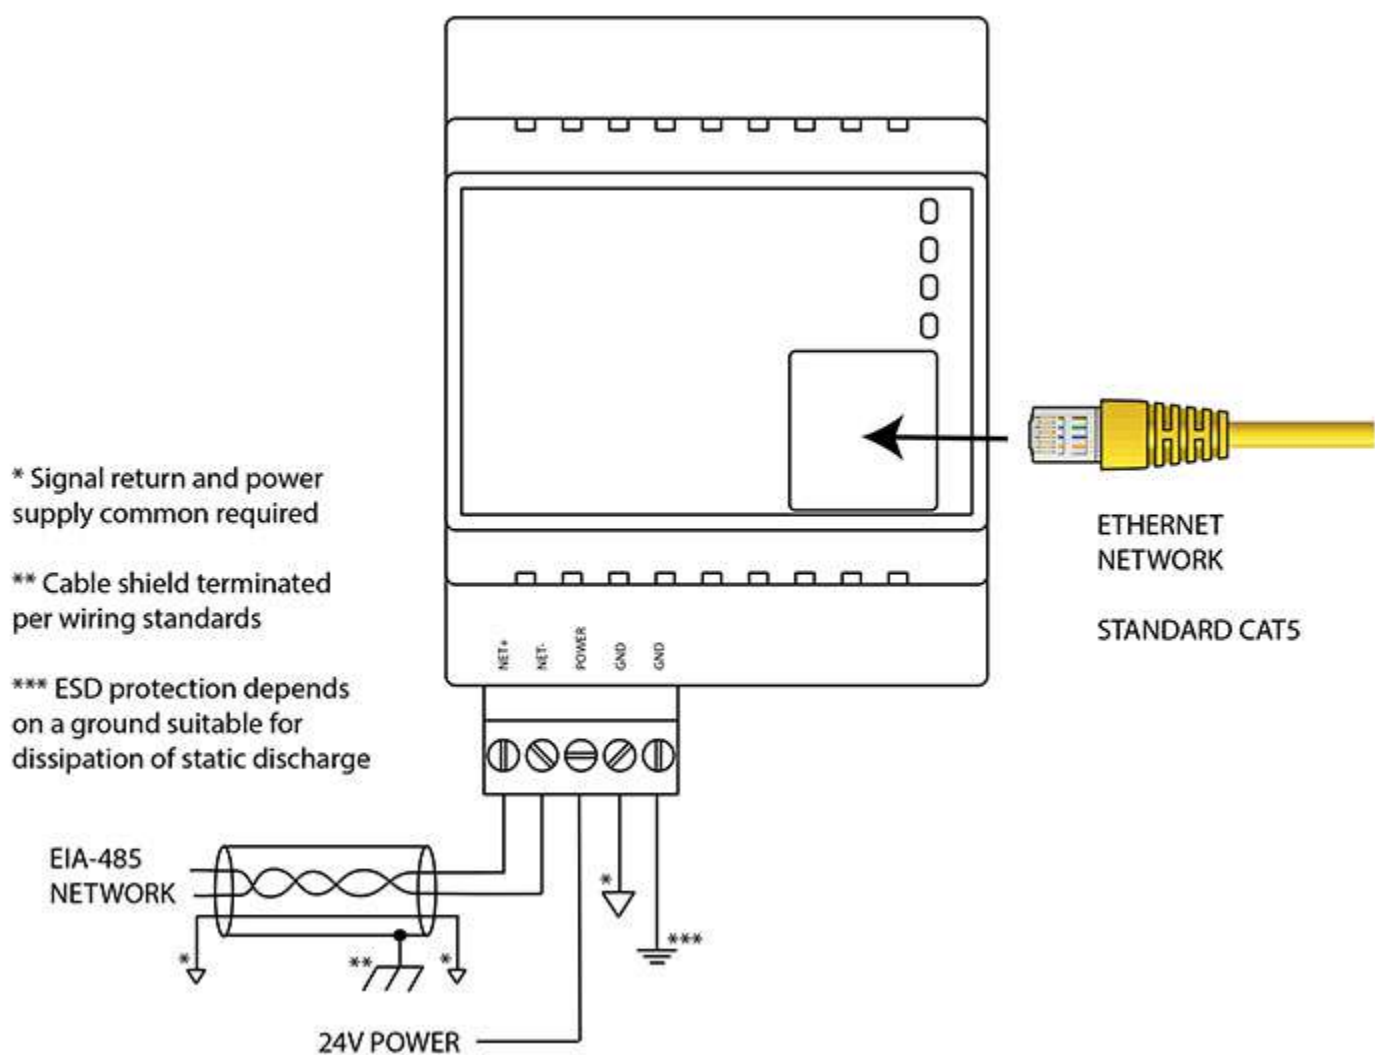 * Signal return and power
supply common required
** Cable shield terminated
per wiring standards
*** ESD protection depends
on a ground suitable for
dissipation of static discharge
ETHERNET
NETWORK
STANDARD CAT5
NET+
NET-
POWER
GND
GND
EIA-485
NETWORK
*
***
*
**
*
24V POWER